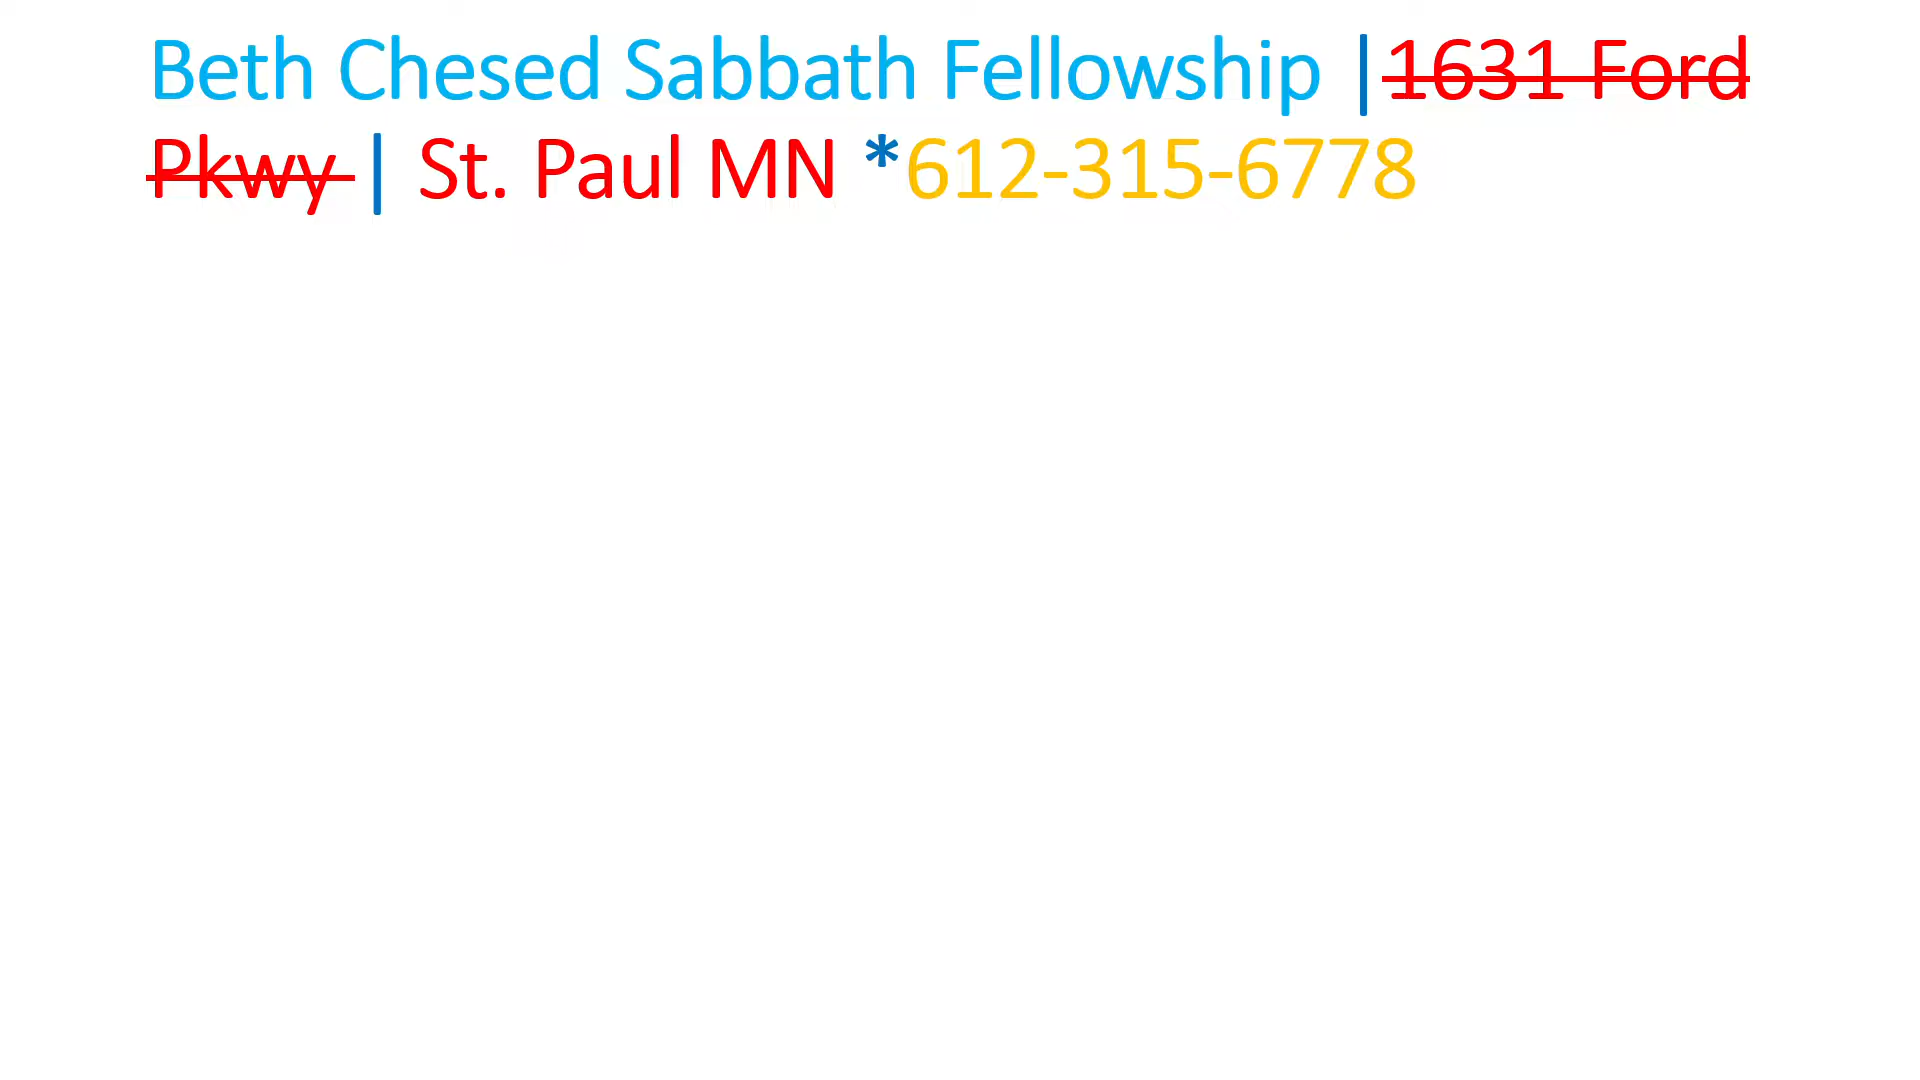 Beth Chesed Sabbath Fellowship |1631 Ford
Pkwy | St. Paul MN *612-315-6778